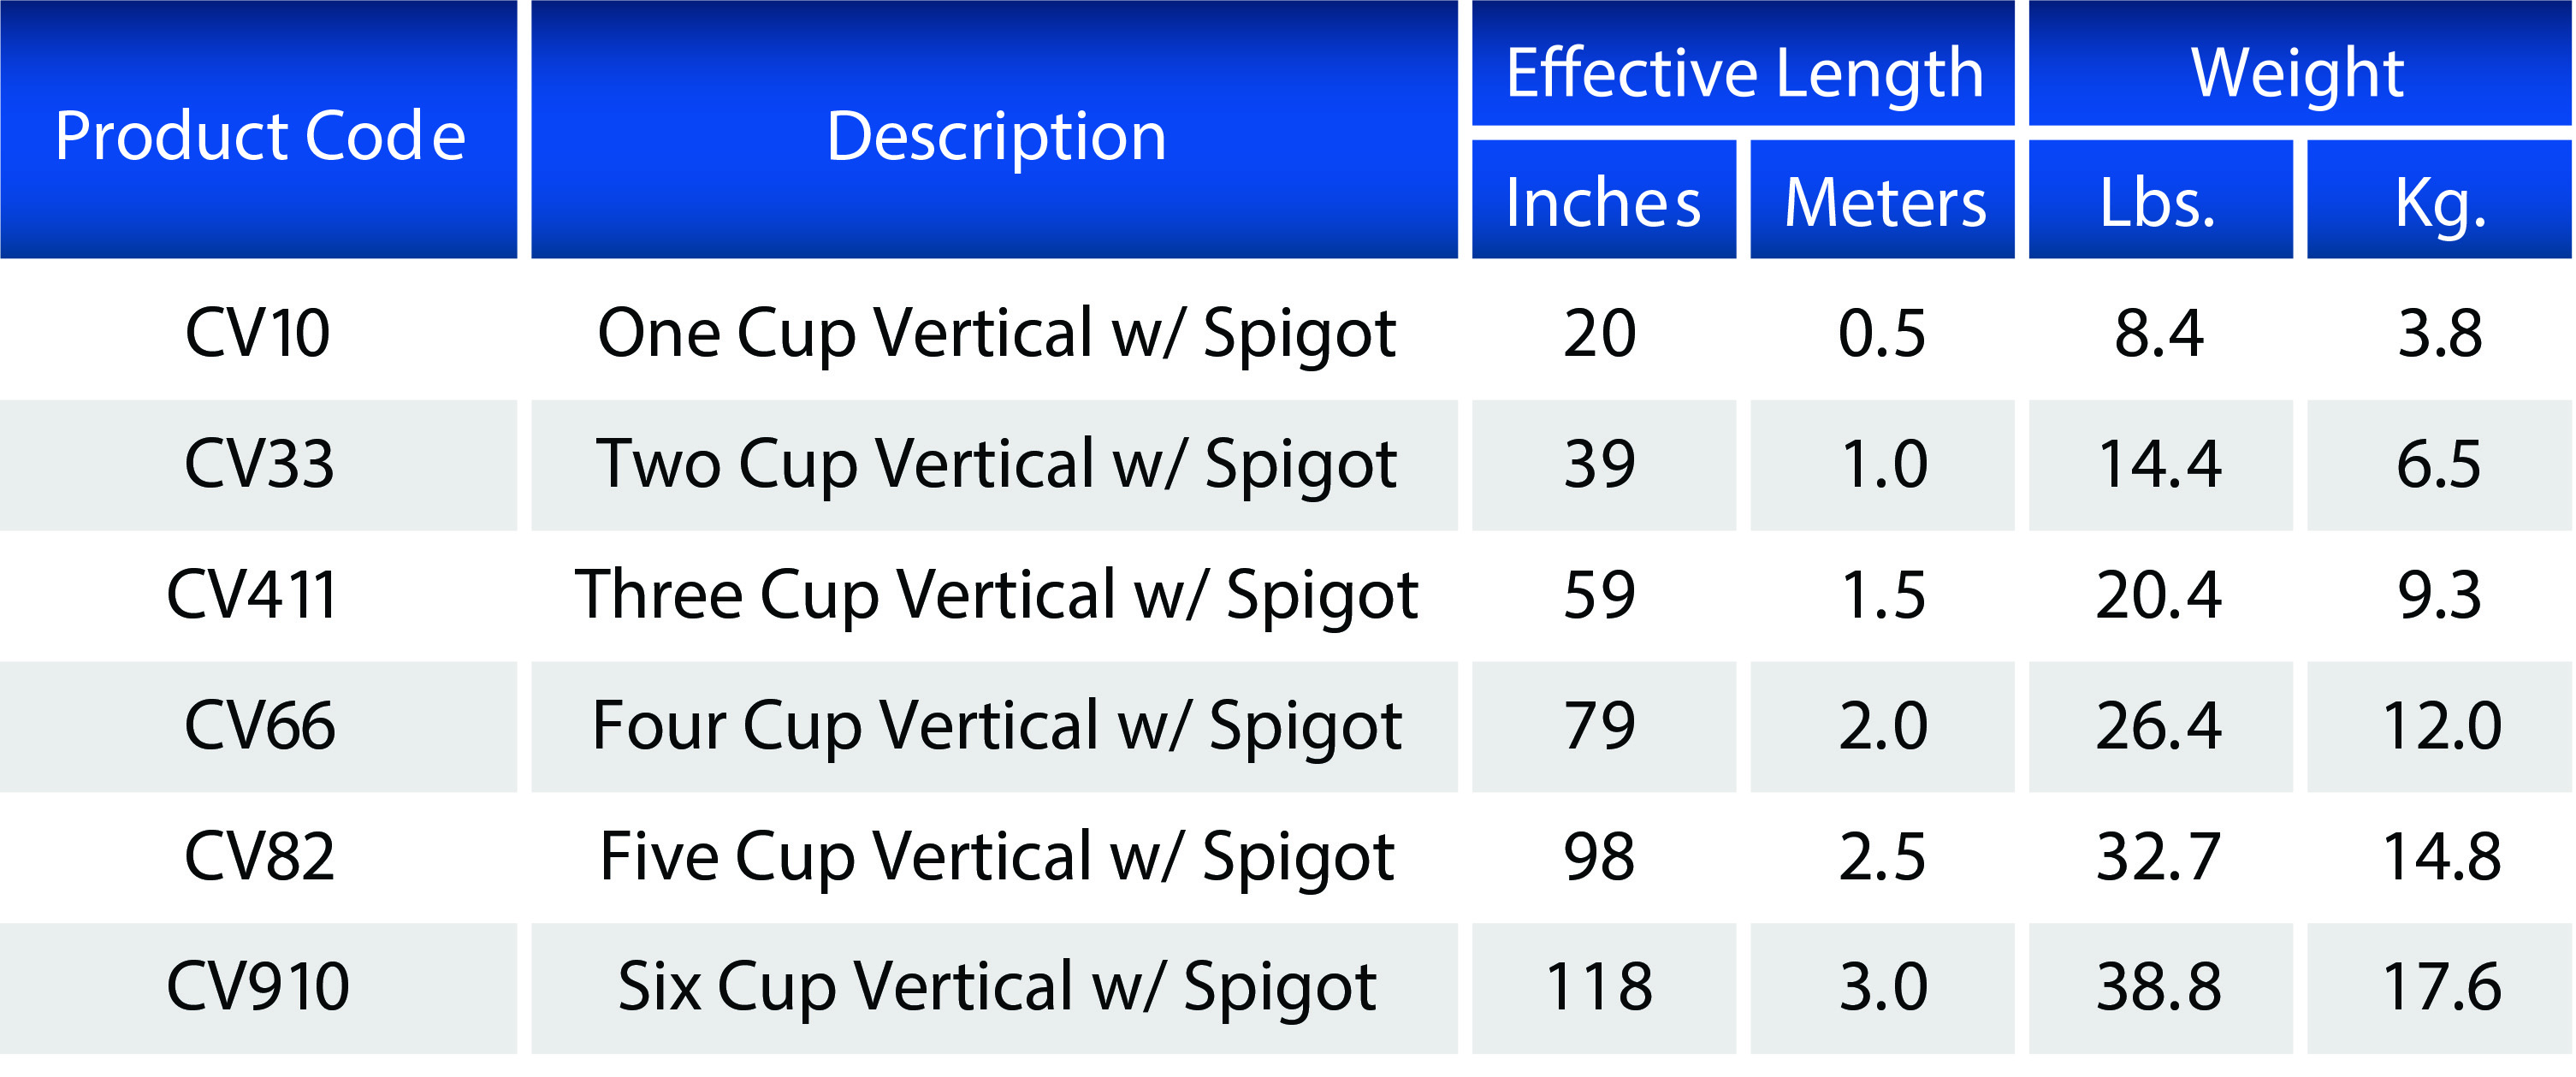 Product Code Description Effective Length Weight
Inches Meters Lbs. Kg.
CV10 One Cup Vertical w/ Spigot 20 0.5 8.4 3.8
CV33 Two Cup Vertical w/ Spigot 39 1.0 14.4 6.5
CV411 Three Cup Vertical w/ Spigot 59 1.5 20.4 9.3
CV66 Four Cup Vertical w/ Spigot 79 2.0 26.4 12.0
CV82 Five Cup Vertical w/ Spigot 98 2.5 32.7 14.8
CV910 Six Cup Vertical w/ Spigot 118 3.0 38.8 17.6